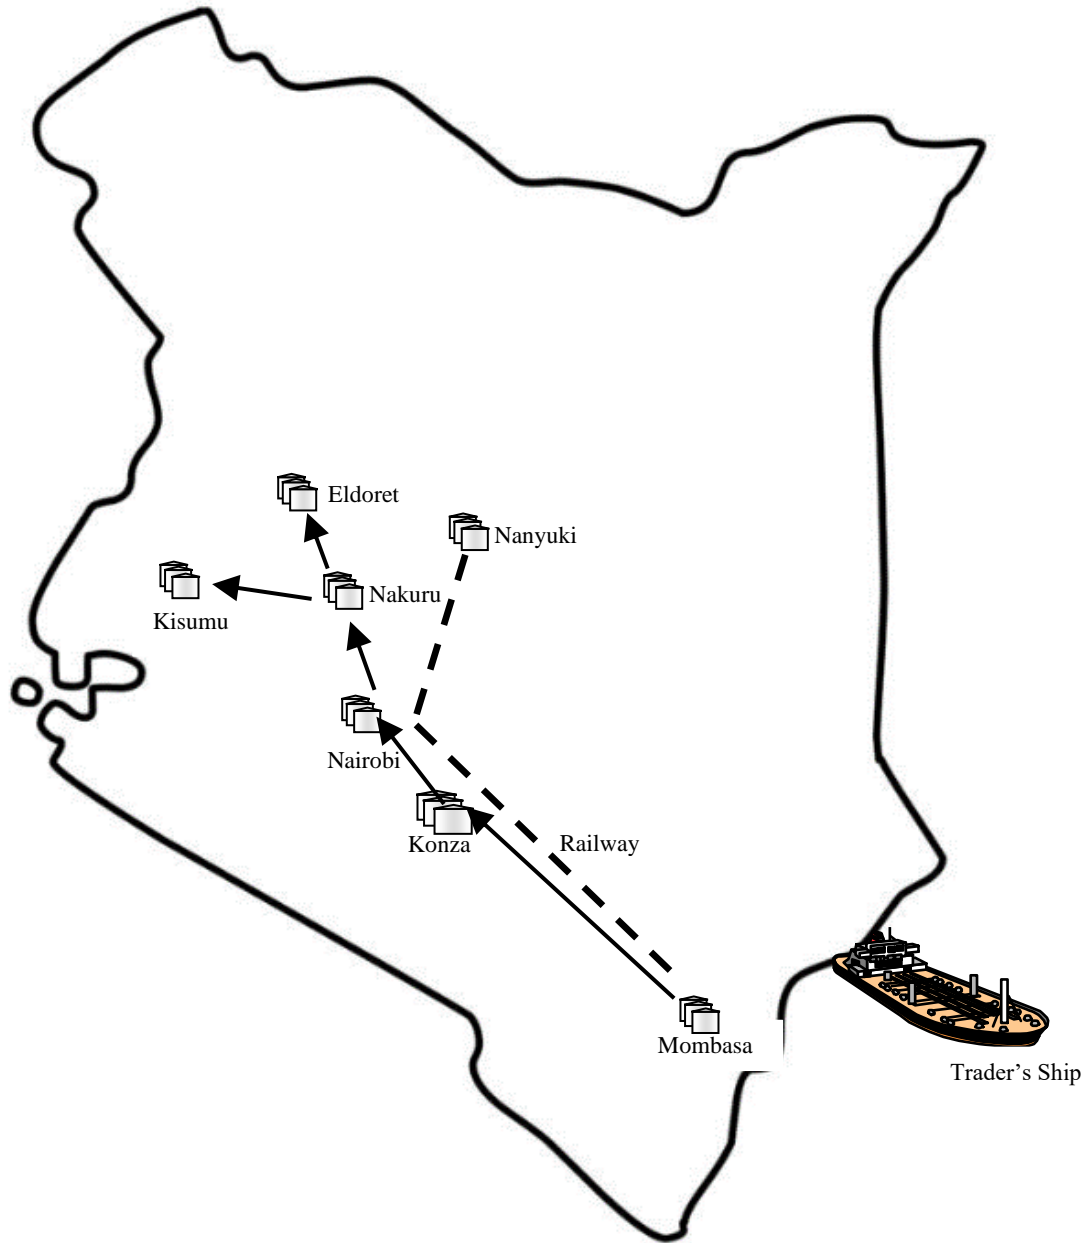 Eldoret
Nanyuki
Nakuru
Kisumu
Nairobi
Railway
Konza
Mombasa
Trader’s Ship